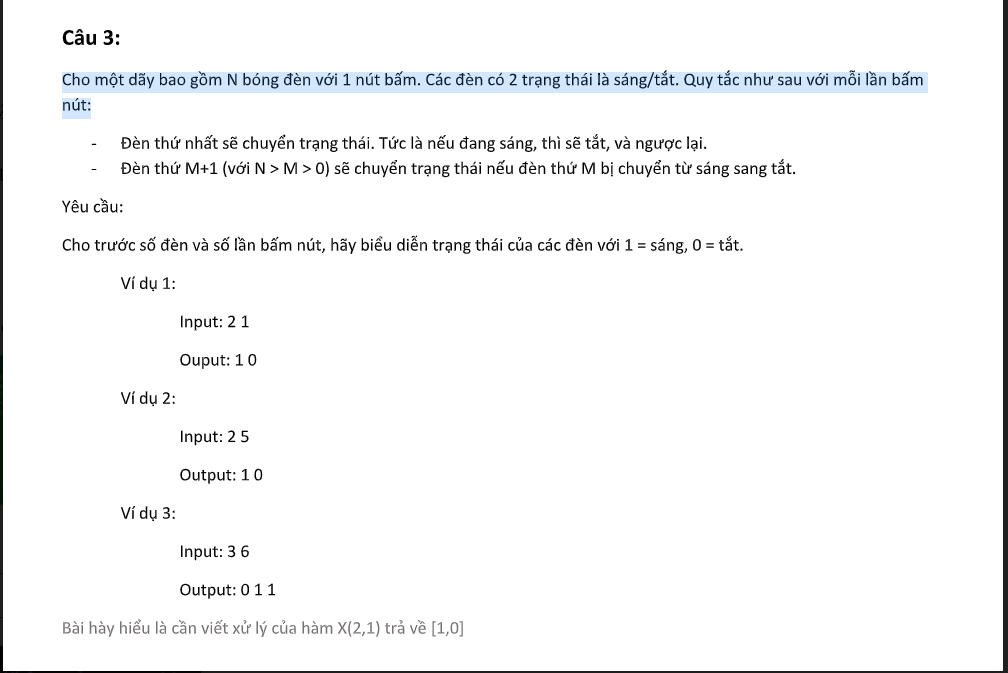 Câu 3:
Cho một dãy bao gồm N bóng đèn với 1 nút bấm. Các đèn có 2 trạng thái là sáng/tắt. Quy tắc như sau với mỗi lần bấm
nút:
- Đèn thứ nhất sẽ chuyển trạng thái. Tức là nếu đang sáng, thì sẽ tắt, và ngược lại.
- Đèn thứ M+1 (với N > M > 0) sẽ chuyển trạng thái nếu đèn thứ M bị chuyển từ sáng sang tắt.
Yêu cầu:
Cho trước số đèn và số lần bấm nút, hãy biểu diễn trạng thái của các đèn với 1 = sáng, 0 = tắt.
Ví dụ 1:
Input: 2 1
Ouput: 1 0
Ví dụ 2:
Input: 2 5
Output: 1 0
Ví dụ 3:
Input: 3 6
Output: 0 1 1
Bài hày hiểu là cần viết xử lý của hàm X(2,1) trả về [1,0]